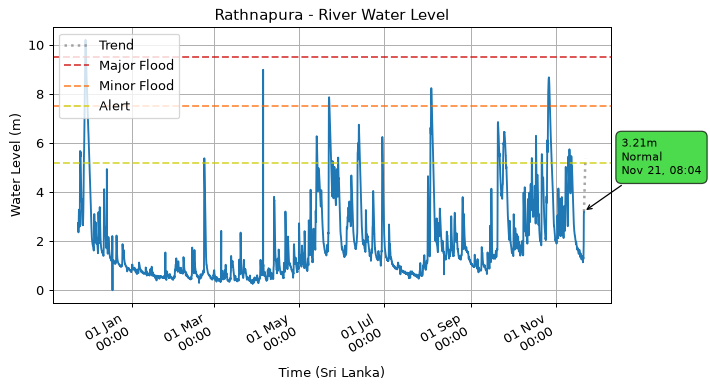 Rathnapura - River Water Level
Trend
Major Flood
Minor Flood
Alert
10
8
6
4
2
0
Water Level (m)
3.21m
Normal
Nov 21, 08:04
01 Jan
00:00
01 Mar
00:00
01 May
00:00
01 Jul
00:00
01 Sep
00:00
01 Nov
00:00
Time (Sri Lanka)